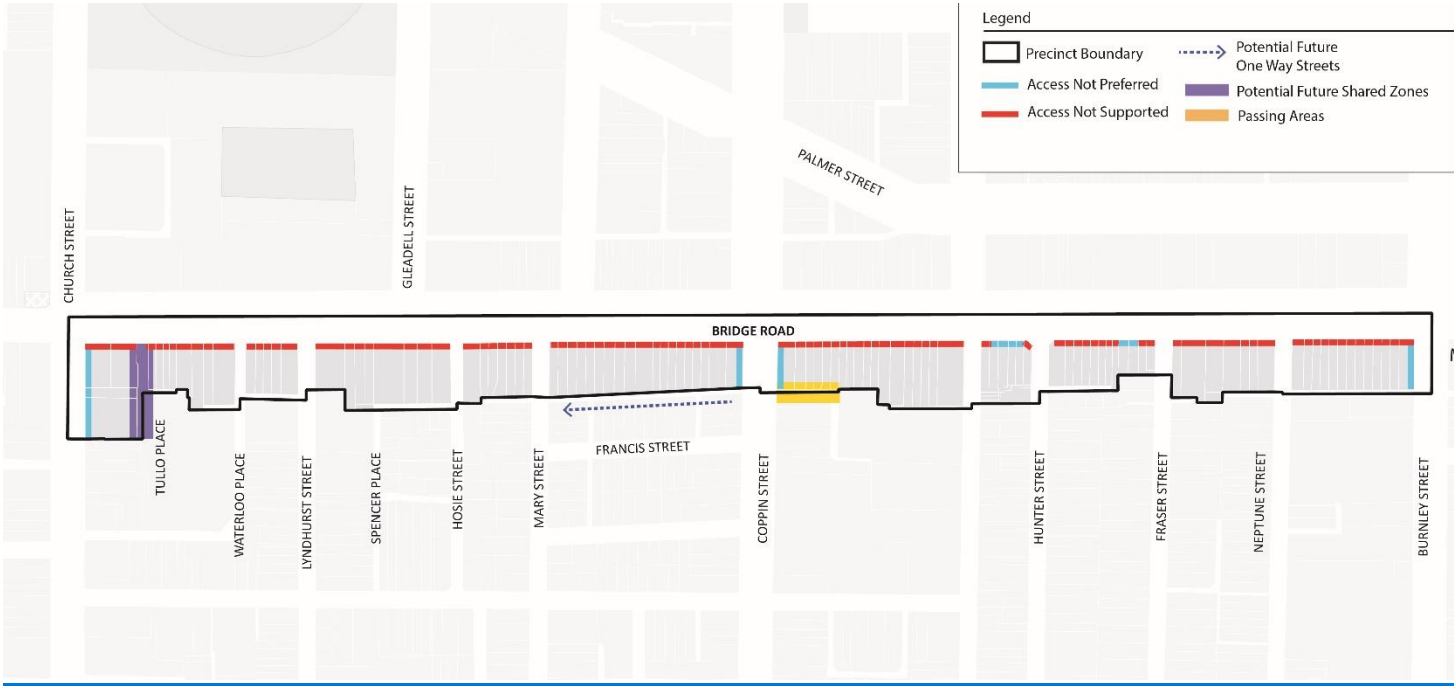 Legend
Precinct Boundary
Potential Future
One Way Streets
Access Not Preferred
Potential Future Shared Zones
Access Not Supported
Passing Areas
PALMER STREET
CHURCH STREET
GLEADELL STREET
BRIDGE ROAD
TULLO PLACE
WATERLOO PLACE
LYNDHURST STREET
SPENCER PLACE
HOSIE STREET
MARY STREET
FRANCIS STREET
COPPIN STREET
HUNTER STREET
FRASER STREET
NEPTUNE STREET
BURNLEY STREET